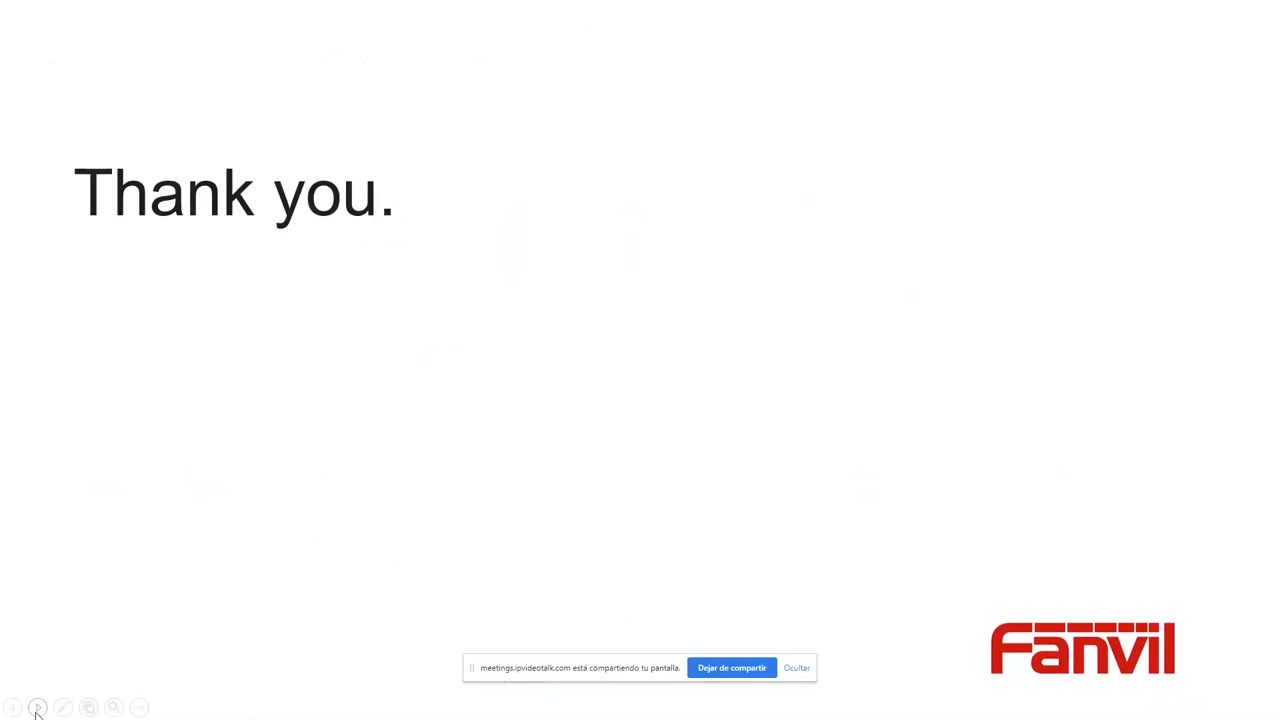 Thank you.
Fanvil
meetings.ipvideotalk.com está compartiendo tu pantalla.
Dejar de compartir
Ocultar